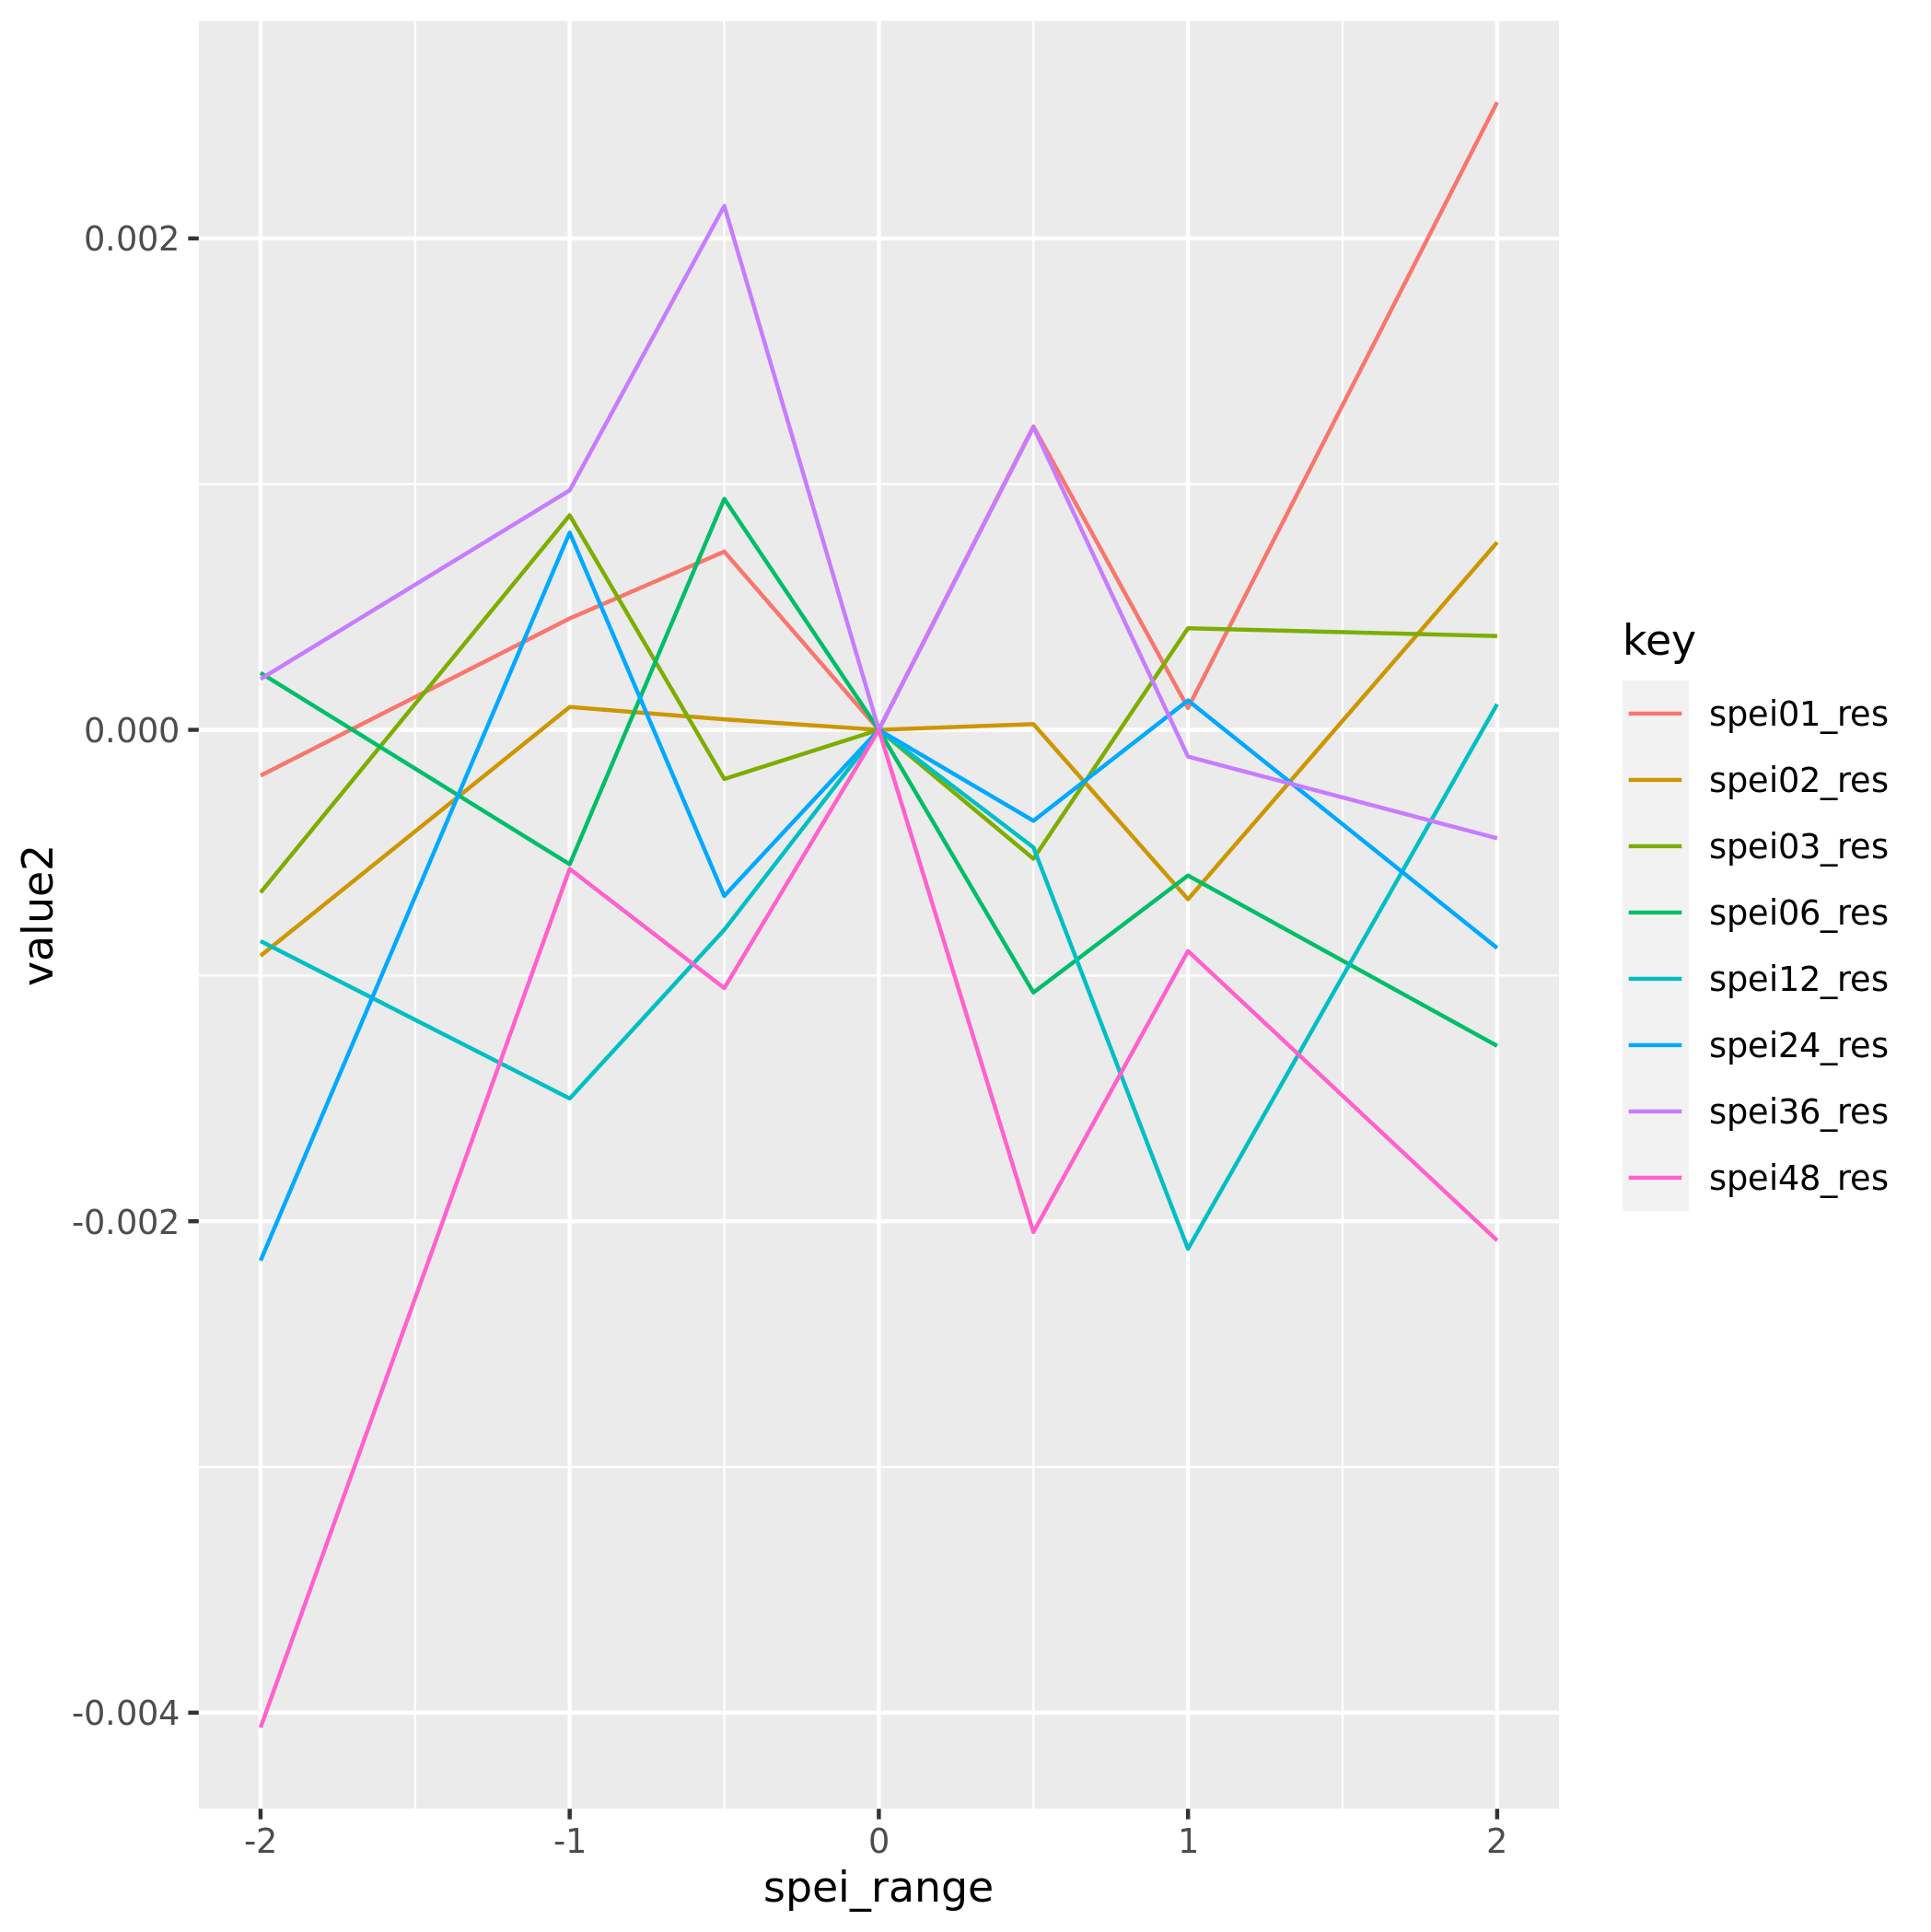 value2
0.002
0.000
-0.002
-0.004
-2
-1
0
1
2
spei_range
key
spei01_res
spei02_res
spei03_res
spei06_res
spei12_res
spei24_res
spei36_res
spei48_res